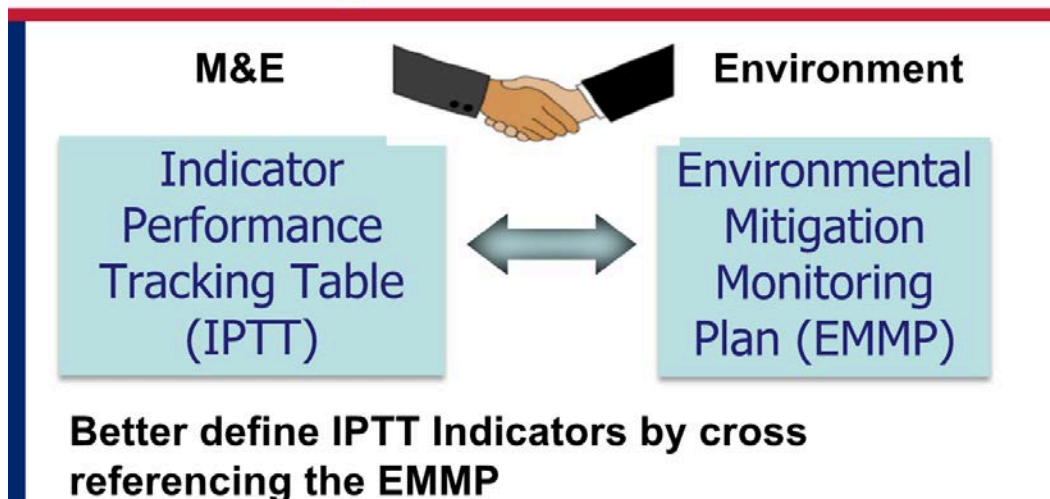 M&E
Environment
Indicator
Performance
Tracking Table
(IPTT)
Environmental
Mitigation
Monitoring
Plan (EMMP)
Better define IPTT Indicators by cross
referencing the EMMP